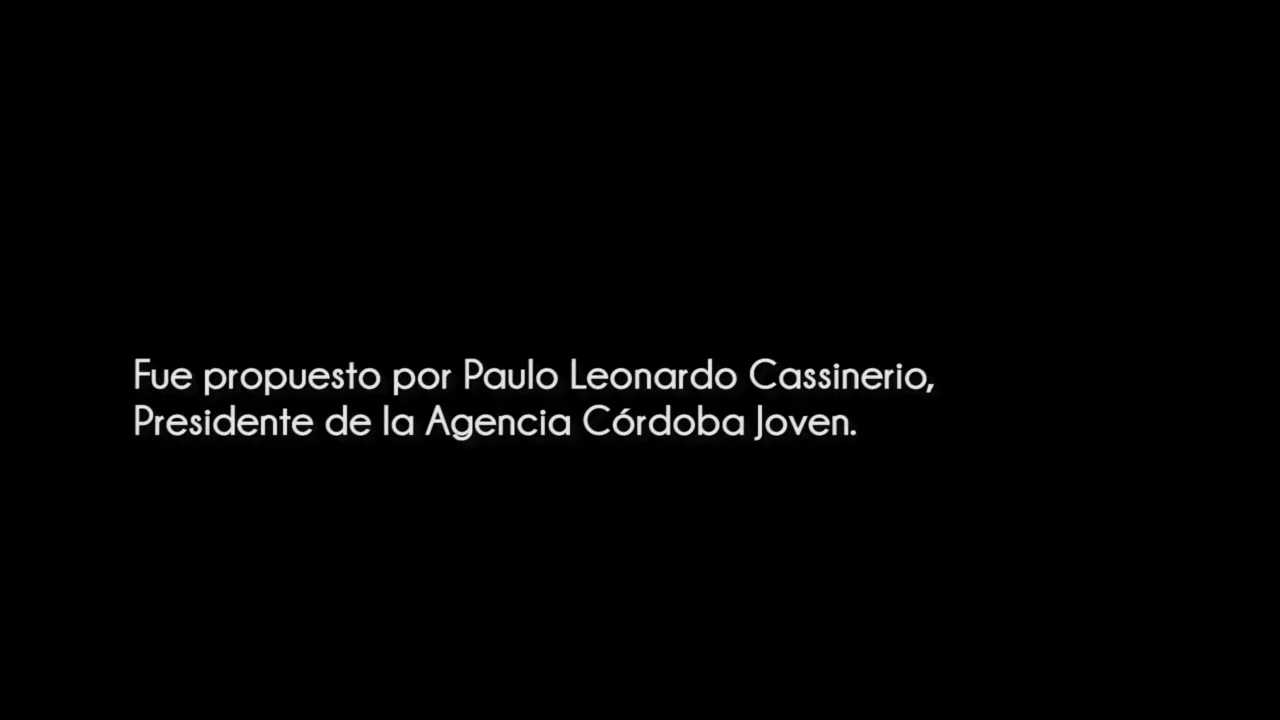 Fue propuesto por Paulo Leonardo Cassinerio,
Presidente de la Agencia Córdoba Joven.